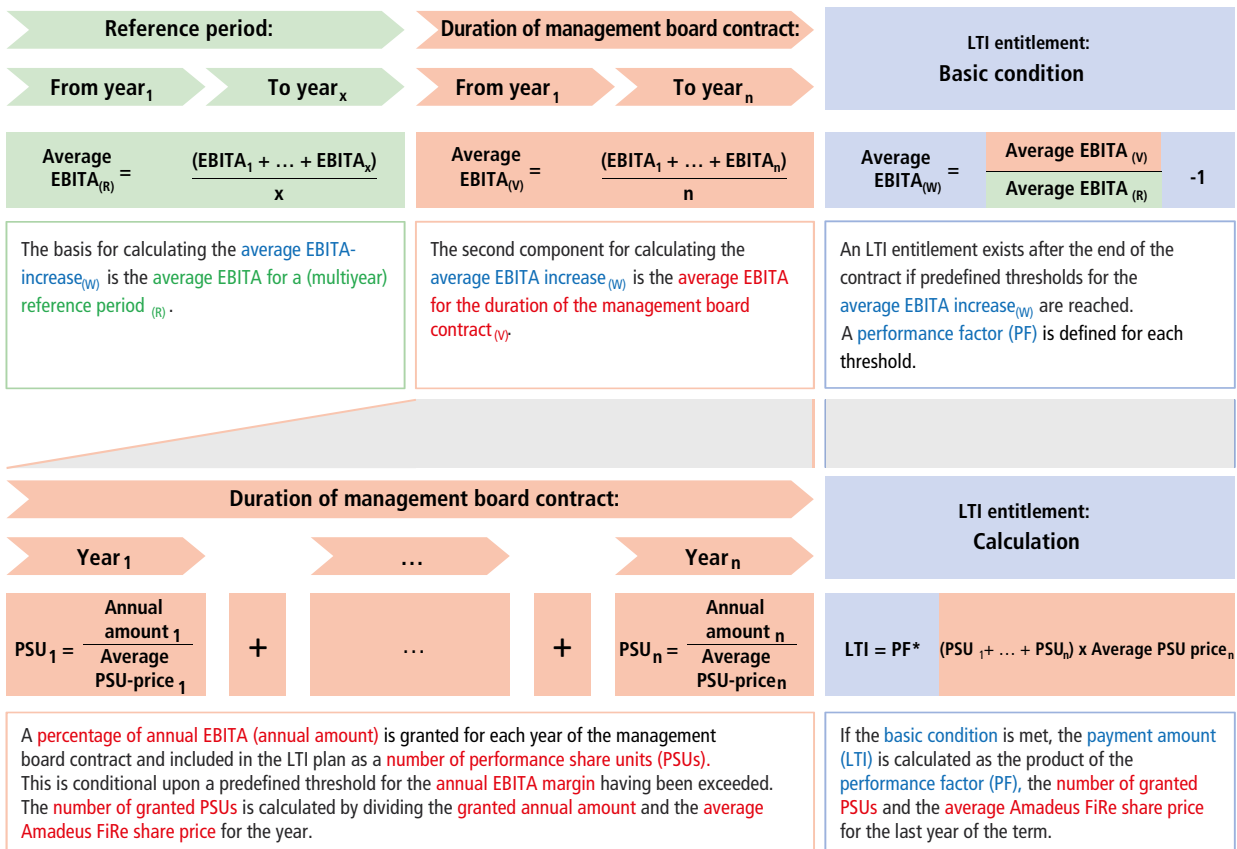 Reference period:
From year1 To year x
Average EBITA(R) = (EBITA1 + … + EBITAx) / x
The basis for calculating the average EBITA-
increase(W) is the average EBITA for a (multiyear)
reference period (R) .
Duration of management board contract:
From year 1 To year n
Average EBITA(V) = (EBITA1 + … + EBITAn) / n
The second component for calculating the
average EBITA increase(W) is the average EBITA
for the duration of the management board
contract(V).
LTI entitlement:
Basic condition
Average EBITA(W) = Average EBITA (V) / Average EBITA (R) -1
An LTI entitlement exists after the end of the
contract if predefined thresholds for the
average EBITA increase(W) are reached.
A performance factor (PF) is defined for each
threshold.
Duration of management board contract:
Year1 … Year n
PSU1 = Annual amount 1 / Average PSU-price 1 + … + PSUn = Annual amount n / Average PSU-price n
A percentage of annual EBITA (annual amount) is granted for each year of the management
board contract and included in the LTI plan as a number of performance share units (PSUs).
This is conditional upon a predefined threshold for the annual EBITA margin having been exceeded.
The number of granted PSUs is calculated by dividing the granted annual amount and the average
Amadeus FiRe share price for the year.
LTI entitlement:
Calculation
LTI = PF* (PSU 1+ … + PSUn) x Average PSU pricen
If the basic condition is met, the payment amount
(LTI) is calculated as the product of the
performance factor (PF), the number of granted
PSUs and the average Amadeus FiRe share price
for the last year of the term.